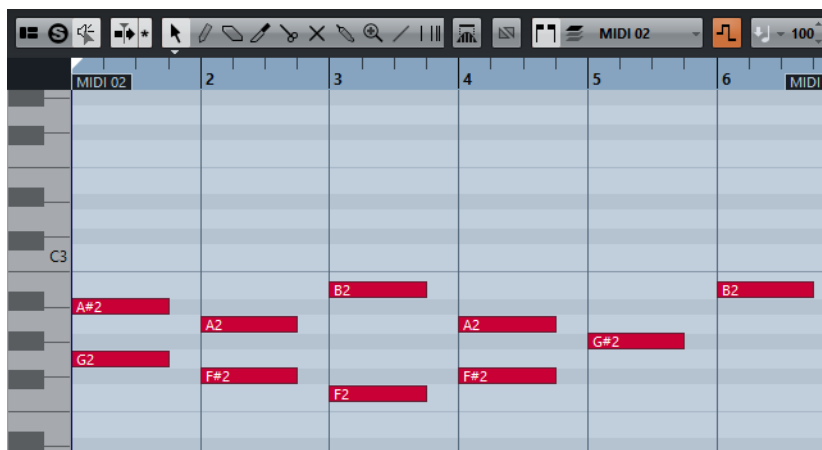 MIDI 02 100
MIDI 02 2 3 4 5 6 MIDI
C3
B2 B2
A#2
A2 A2
G#2
G2
F#2 F#2
F2